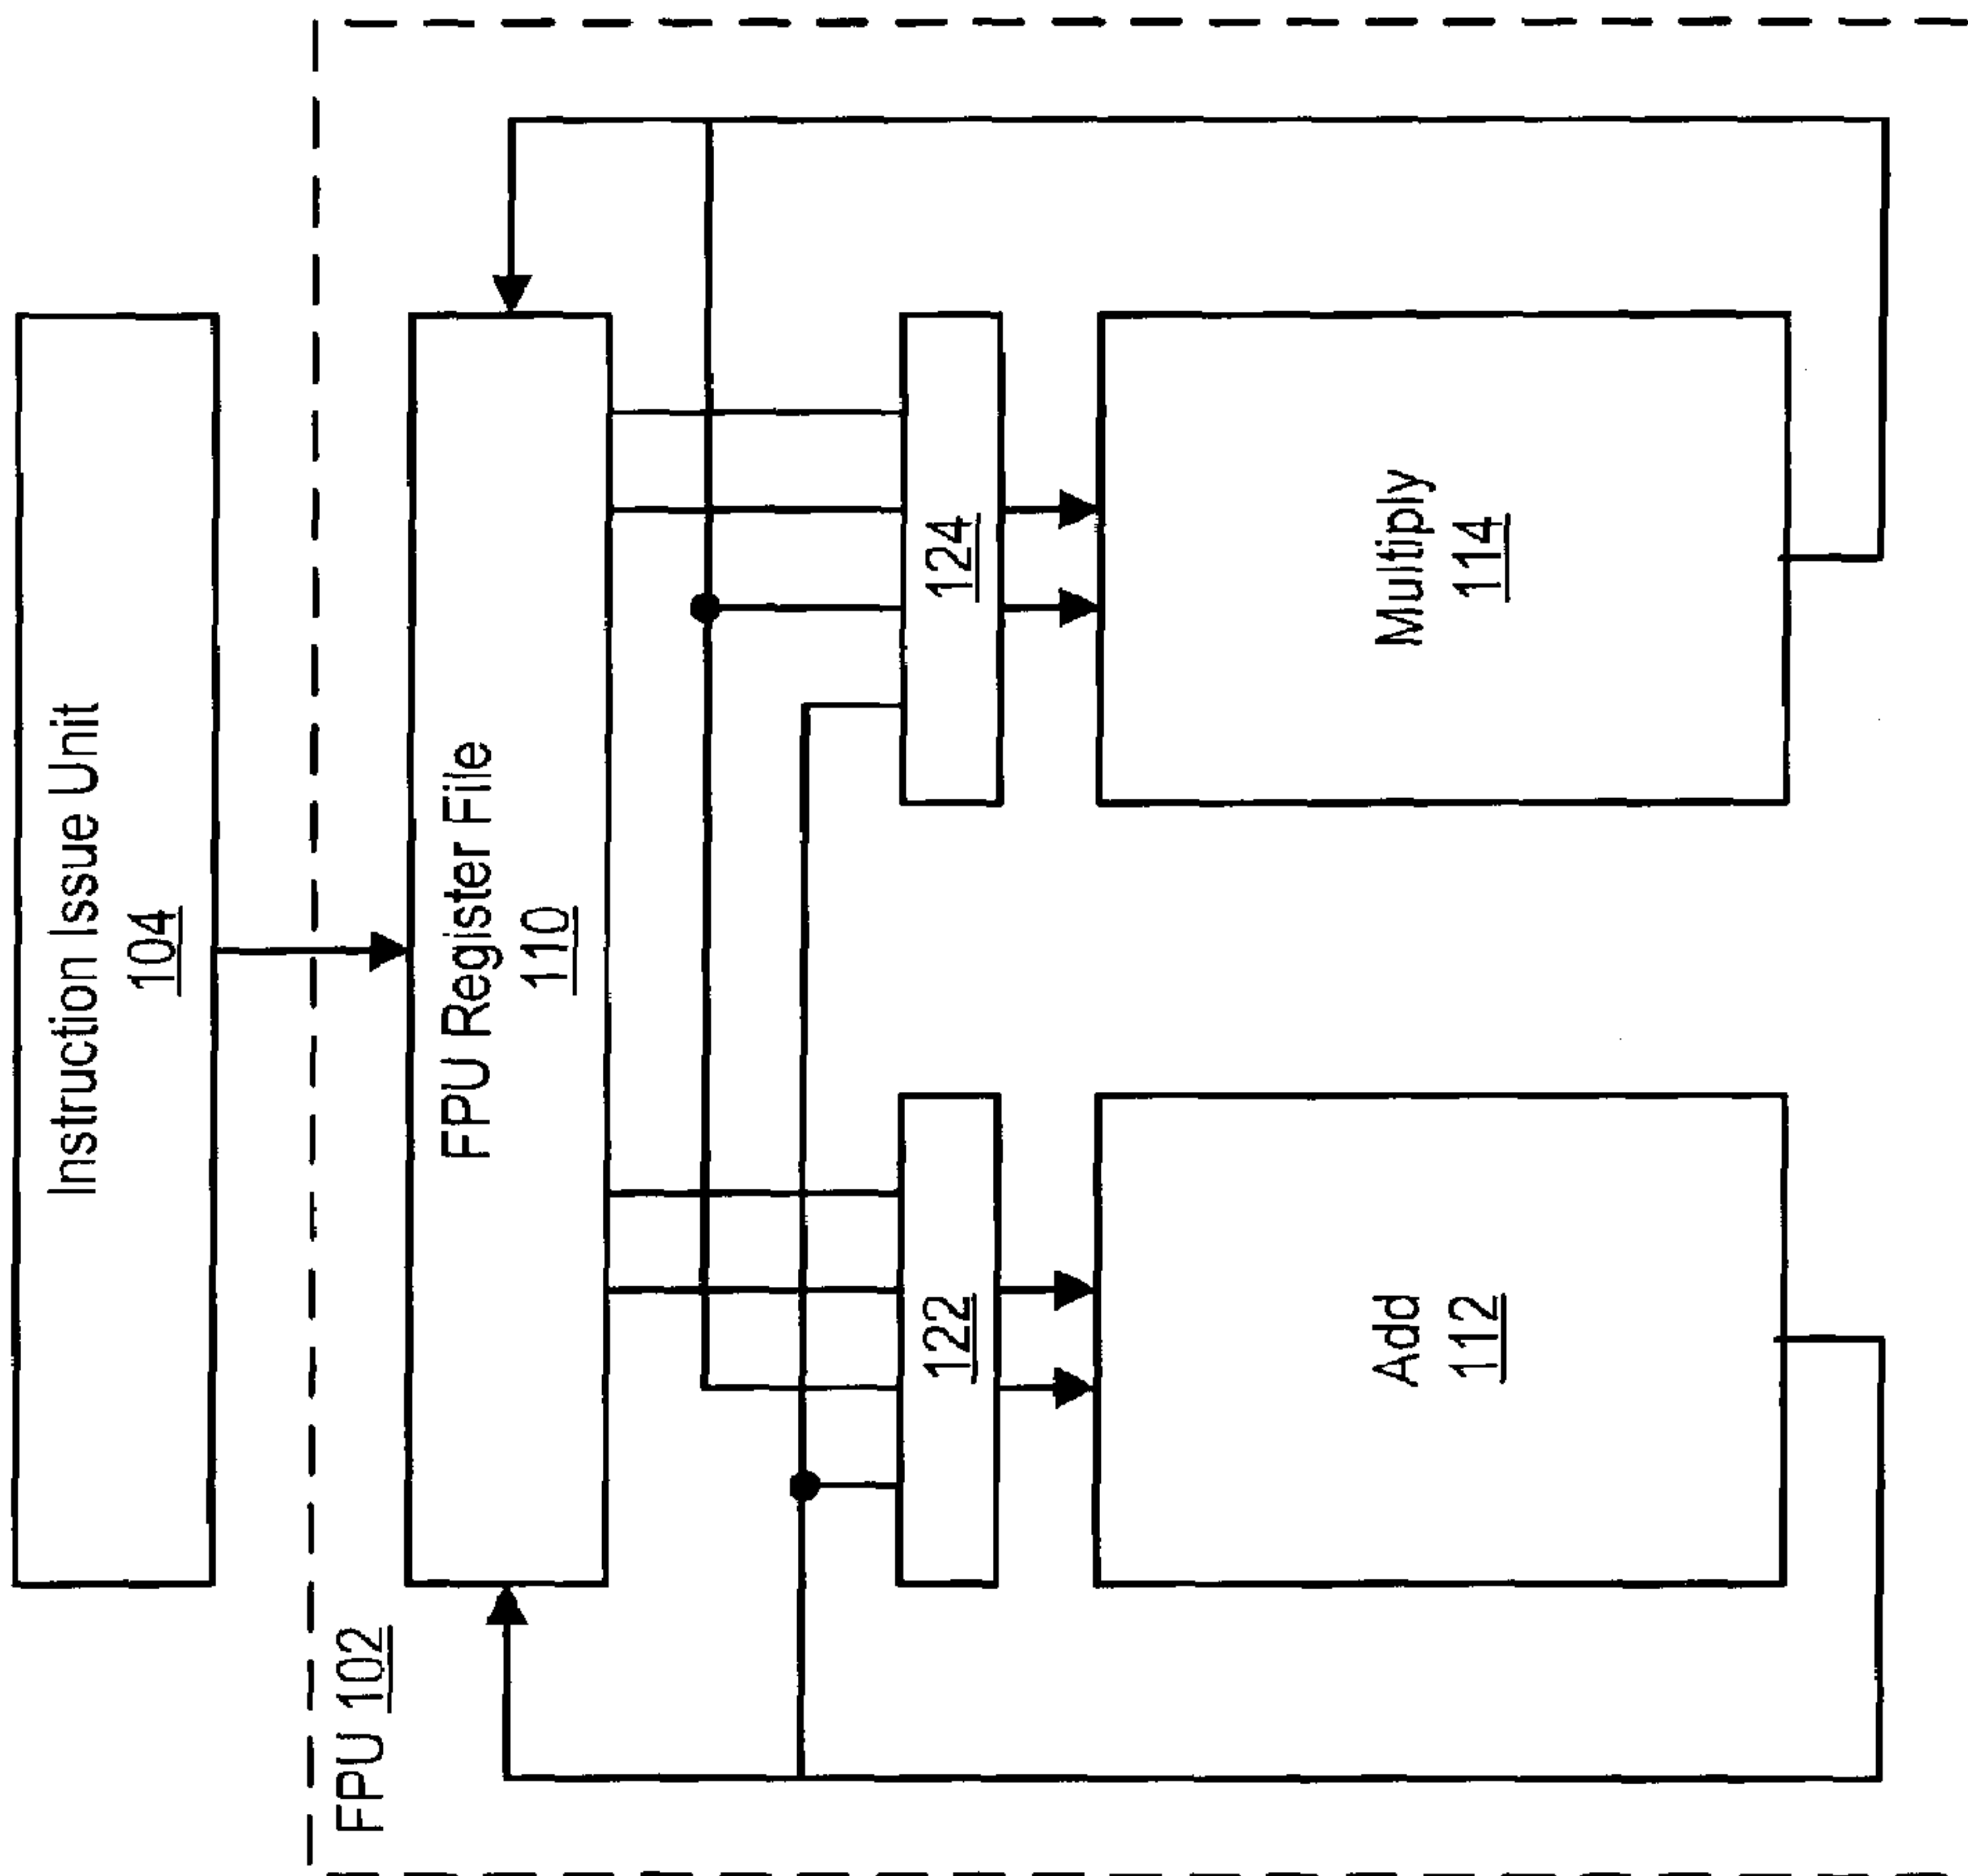 Instruction Issue Unit
104
FPU 102
FPU Register File
110
122
124
Add
112
Multiply
114